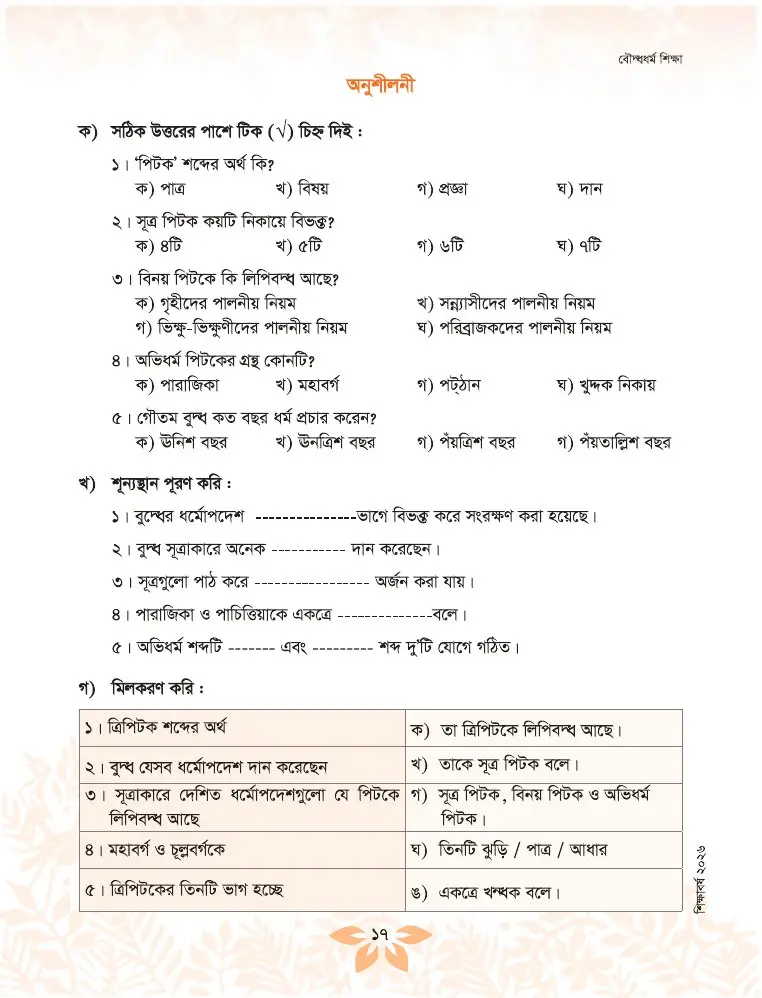 বৌদ্ধধর্ম শিক্ষা
অনুশীলনী
ক) সঠিক উত্তরের পাশে টিক (√) চিহ্ন দিই :
১। ‘পিটক’ শব্দের অর্থ কি?
ক) পাত্র খ) বিষয় গ) প্রজ্ঞা ঘ) দান
২। সূত্র পিটক কয়টি নিকায়ে বিভক্ত?
ক) ৪টি খ) ৫টি গ) ৬টি ঘ) ৭টি
৩। বিনয় পিটকে কি লিপিবদ্ধ আছে?
ক) গৃহীদের পালনীয় নিয়ম খ) সন্ন্যাসীদের পালনীয় নিয়ম
গ) ভিক্ষু-ভিক্ষুণীদের পালনীয় নিয়ম ঘ) পরিব্রাজকদের পালনীয় নিয়ম
৪। অভিধর্ম পিটকের গ্রন্থ কোনটি?
ক) পারাজিকা খ) মহাবর্গ গ) পট্ঠান ঘ) খুদ্দক নিকায়
৫। গৌতম বুদ্ধ কত বছর ধর্ম প্রচার করেন?
ক) ঊনিশ বছর খ) ঊনত্রিশ বছর গ) পঁয়ত্রিশ বছর গ) পঁয়তাল্লিশ বছর
খ) শূন্যস্থান পূরণ করি :
১। বুদ্ধের ধর্মোপদেশ ---------------ভাগে বিভক্ত করে সংরক্ষণ করা হয়েছে।
২। বুদ্ধ সূত্রাকারে অনেক ----------- দান করেছেন।
৩। সূত্রগুলো পাঠ করে ----------------- অর্জন করা যায়।
৪। পারাজিকা ও পাচিত্তিয়াকে একত্রে --------------বলে।
৫। অভিধর্ম শব্দটি ------- এবং --------- শব্দ দু’টি যোগে গঠিত।
গ) মিলকরণ করি :
১। ত্রিপিটক শব্দের অর্থ ক) তা ত্রিপিটকে লিপিবদ্ধ আছে।
২। বুদ্ধ যেসব ধর্মোপদেশ দান করেছেন খ) তাকে সূত্র পিটক বলে।
৩। সূত্রাকারে দেশিত ধর্মোপদেশগুলো যে পিটকে গ) সূত্র পিটক, বিনয় পিটক ও অভিধর্ম
লিপিবদ্ধ আছে পিটক।
৪। মহাবর্গ ও চূল্লবর্গকে ঘ) তিনটি ঝুড়ি / পাত্র / আধার
৫। ত্রিপিটকের তিনটি ভাগ হচ্ছে ঙ) একত্রে খন্ধক বলে।
শিক্ষাবর্ষ ২০২৬
১৭